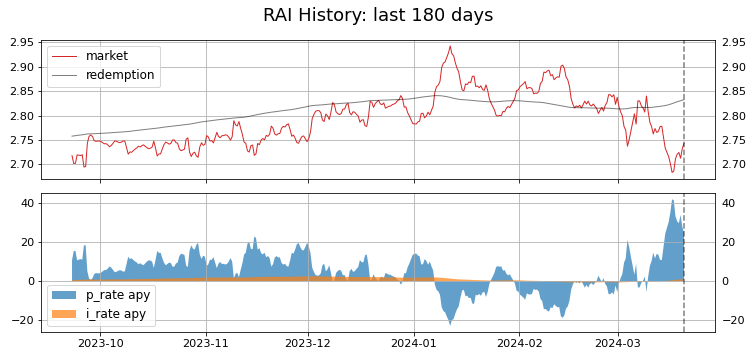 RAI History: last 180 days
2.95 2.95
2.90 2.90
2.85 2.85
2.80 2.80
2.75 2.75
2.70 2.70
market
redemption
40 40
20 20
0 0
−20 −20
p_rate apy
i_rate apy
2023-10 2023-11 2023-12 2024-01 2024-02 2024-03